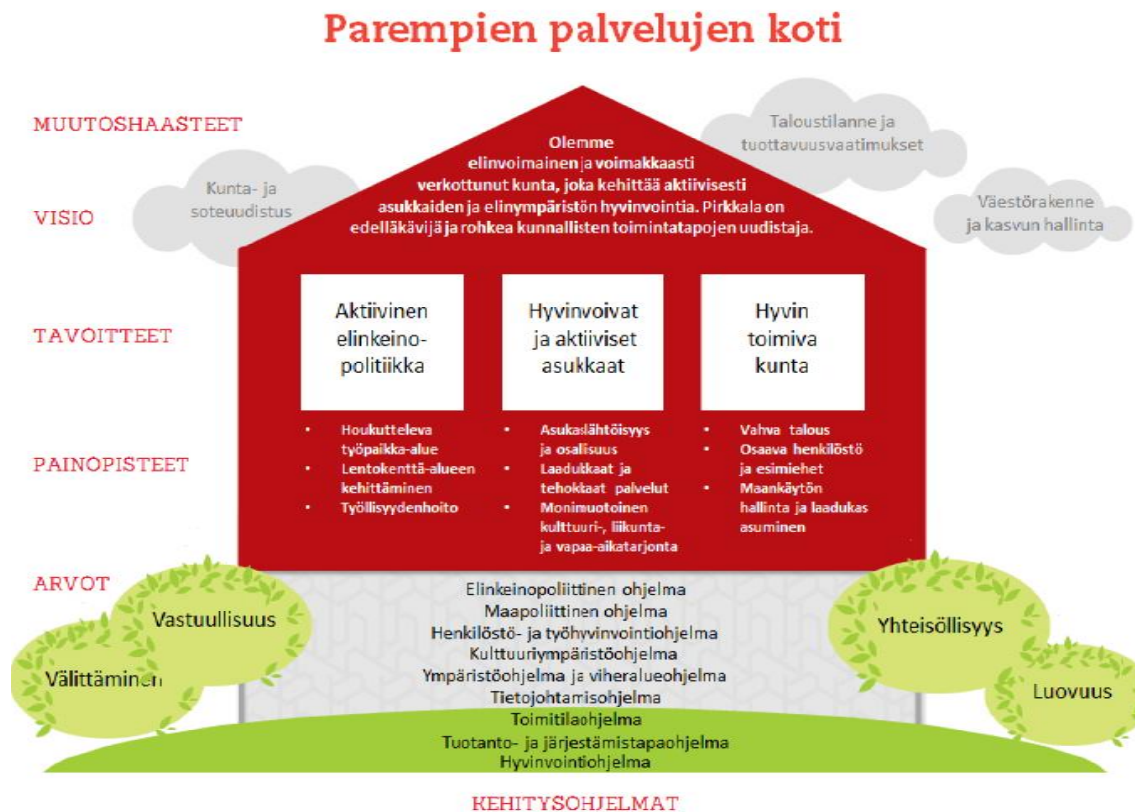 Parempien palvelujen koti
MUUTOSHAASTEET
Taloustilanne ja
tuottavuusvaatimukset
Kunta- ja
soteuudistus
Väestörakenne
ja kasvun hallinta
VISIO
Olemme
elinvoimainen ja voimakkaasti
verkottunut kunta, joka kehittää aktiivisesti
asukkaiden ja elinympäristön hyvinvointia. Pirkkala on
edelläkävijä ja rohkea kunnallisten toimintatapojen uudistaja.
TAVOITTEET
Aktiivinen
elinkeino-
politiikka
Hyvinvoivat
ja aktiiviset
asukkaat
Hyvin
toimiva
kunta
PAINOPISTEET
• Houkutteleva
työpaikka-alue
• Lentokenttä-alueen
kehittäminen
• Työllisyydenhoito
• Asukaslähtöisyys
ja osallisuus
• Laadukkaat ja
tehokkaat palvelut
• Monimuotoinen
kulttuuri-, liikunta-
ja vapaa-aikatarjonta
• Vahva talous
• Osaava henkilöstö
ja esimiehet
• Maankäytön
hallinta ja laadukas
asuminen
ARVOT
Vastuullisuus
Välittäminen
Yhteisöllisyys
Luovuus
Elinkeinopoliittinen ohjelma
Maapoliittinen ohjelma
Henkilöstö- ja työhyvinvointiohjelma
Kulttuuriympäristöohjelma
Ympäristöohjelma ja viheralueohjelma
Tietojohtamisohjelma
Toimitilaohjelma
Tuotanto- ja järjestämistapaohjelma
Hyvinvointiohjelma
KEHITYSOHJELMAT